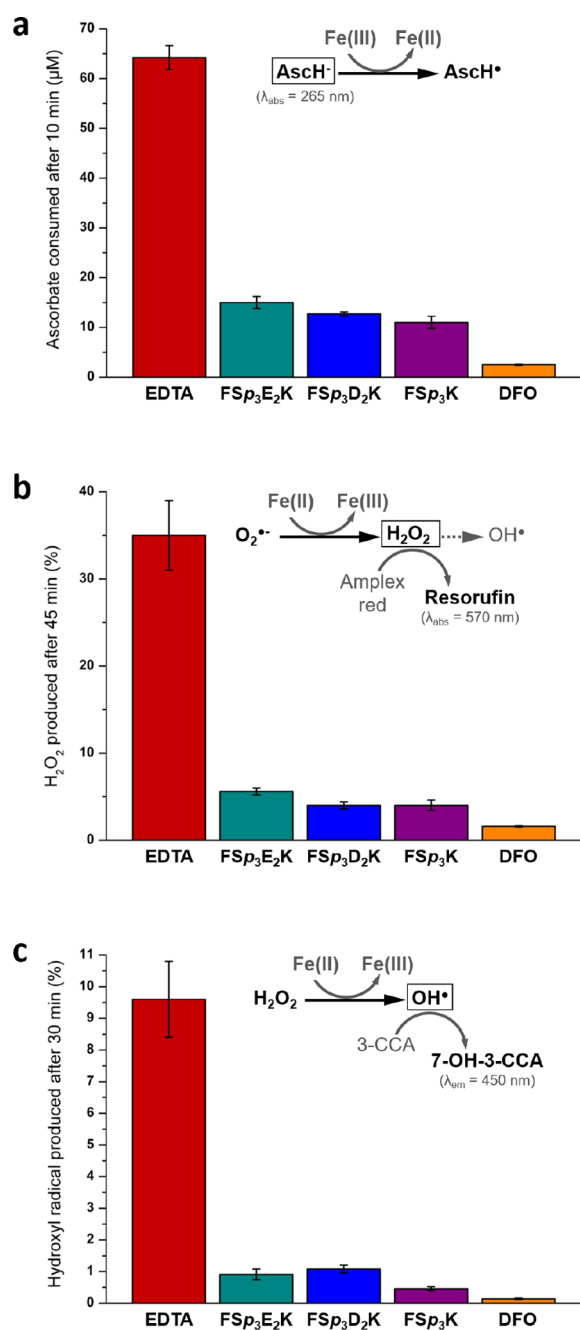 a
Ascorbate consumed after 10 min (µM)
70
60
50
40
30
20
10
0
Fe(III) Fe(II)
AscH⁻ AscH•
(λabs = 265 nm)
EDTA FSp₃E₂K FSp₃D₂K FSp₃K DFO
b
H₂O₂ produced after 45 min (%)
40
30
20
10
0
Fe(II) Fe(III)
O₂•⁻ H₂O₂ OH•
Amplex
red
Resorufin
(λabs = 570 nm)
EDTA FSp₃E₂K FSp₃D₂K FSp₃K DFO
c
Hydroxyl radical produced after 30 min (%)
11
10
9
8
7
6
5
4
3
2
1
0
Fe(II) Fe(III)
H₂O₂ OH•
3-CCA
7-OH-3-CCA
(λem = 450 nm)
EDTA FSp₃E₂K FSp₃D₂K FSp₃K DFO